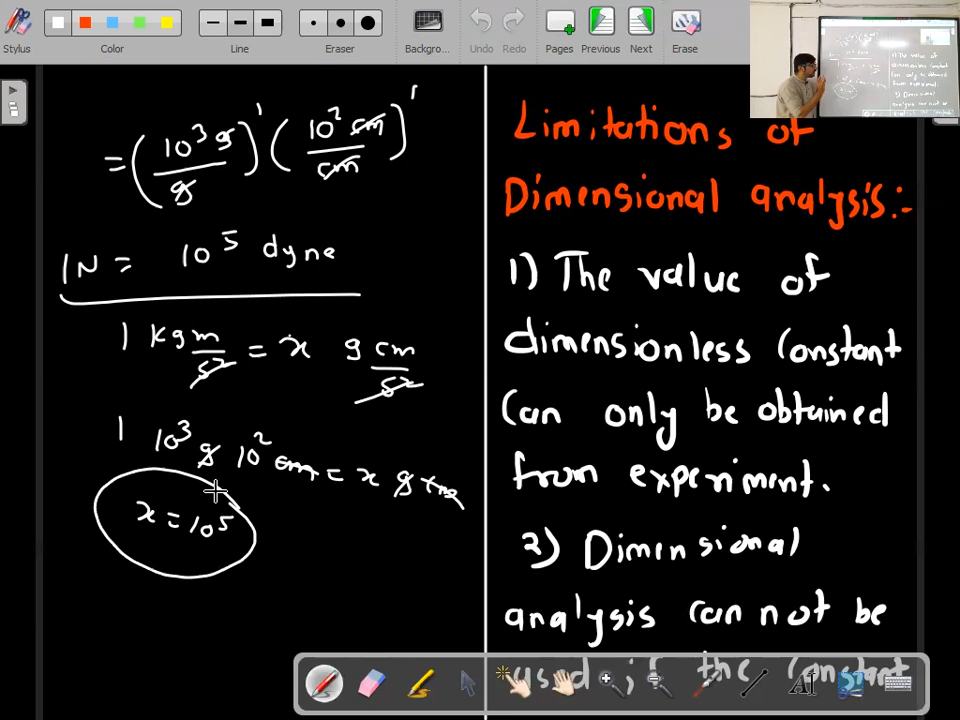 Stylus Color Line Eraser Backgro... Undo Redo Pages Previous Next Erase
= (10³ g / g)¹ (10² cm / cm)¹
1N = 10⁵ dyne
1 kg m / s² = x g cm / s²
1 10³ g 10² cm = x g cm
x = 10⁵
Limitations of
Dimensional analysis:-
1) The value of
dimensionless Constant
Can only be obtained
from experiment.
2) Dimensional
analysis can not be
used, if the constant